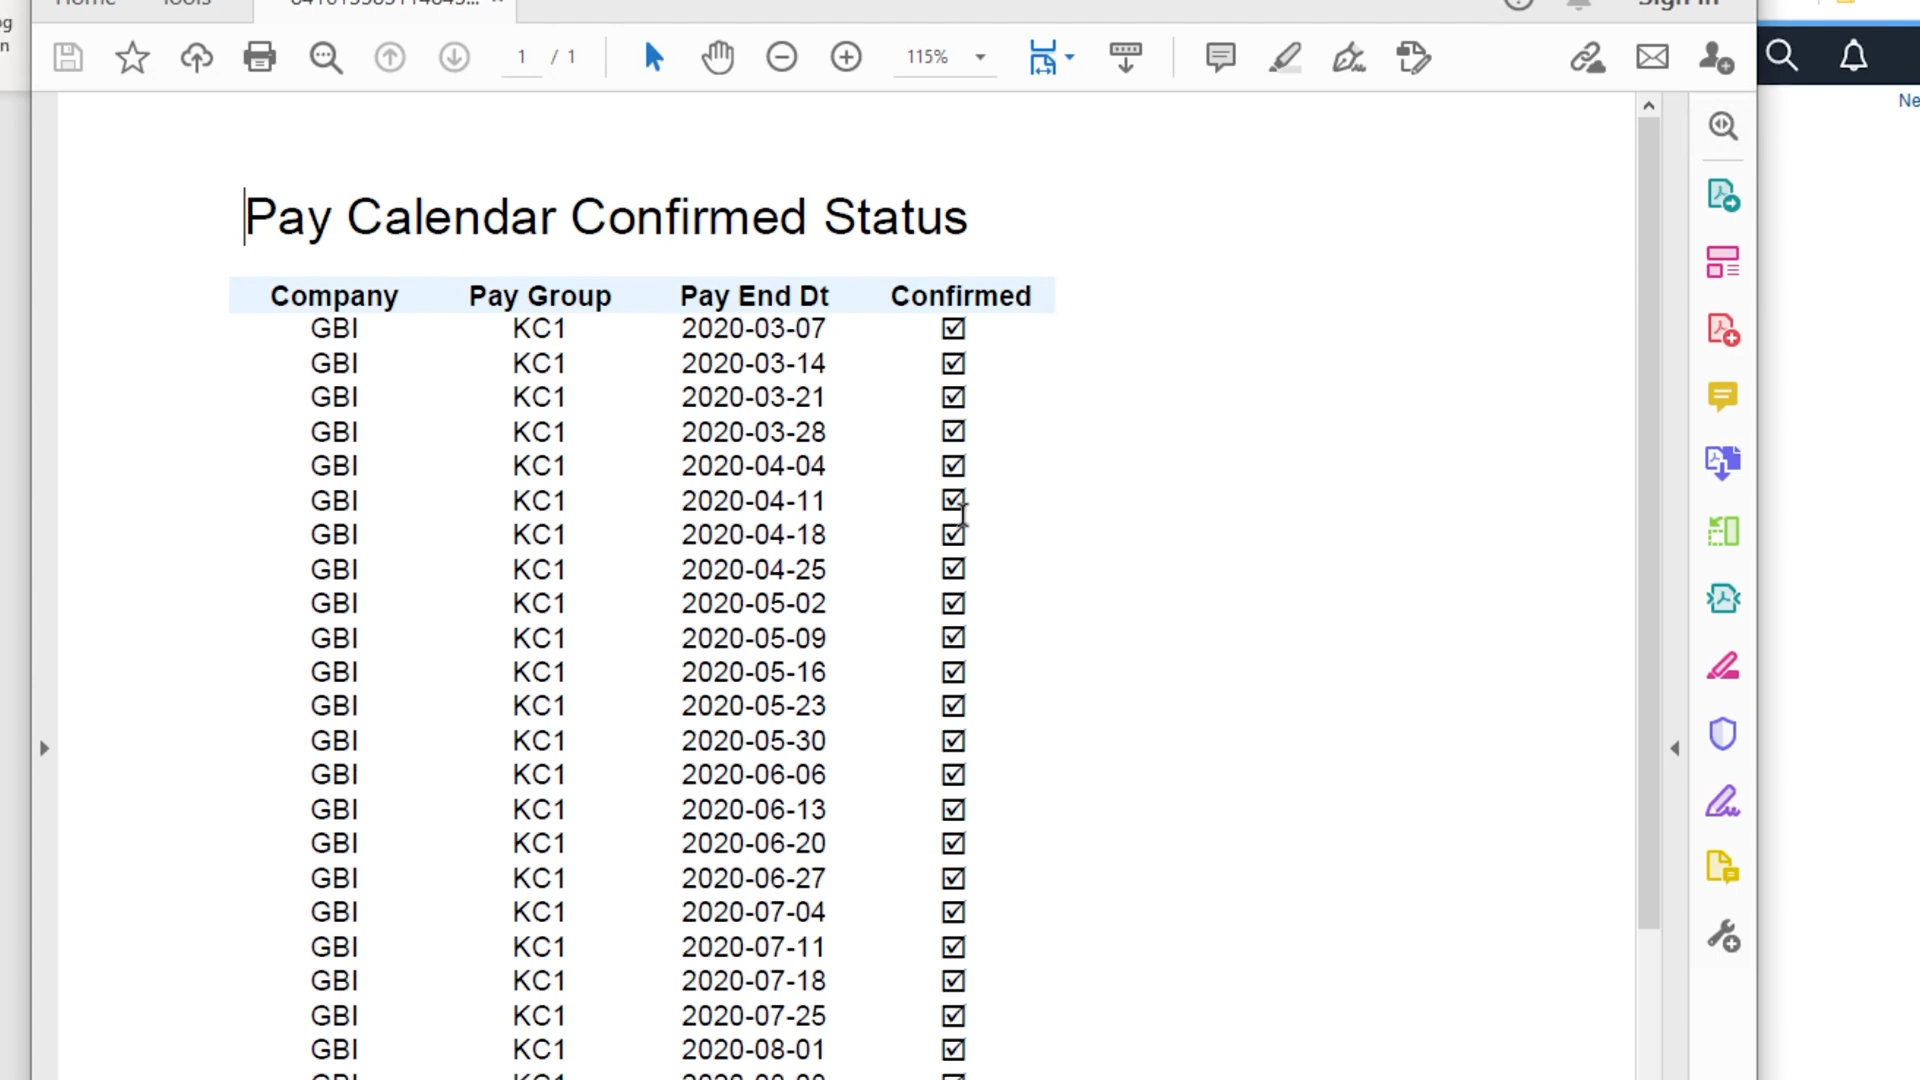 Home Tools
Sign In
1 / 1
115%
Ne
Pay Calendar Confirmed Status
Company Pay Group Pay End Dt Confirmed
GBI KC1 2020-03-07 ☑
GBI KC1 2020-03-14 ☑
GBI KC1 2020-03-21 ☑
GBI KC1 2020-03-28 ☑
GBI KC1 2020-04-04 ☑
GBI KC1 2020-04-11 ☑
GBI KC1 2020-04-18 ☑
GBI KC1 2020-04-25 ☑
GBI KC1 2020-05-02 ☑
GBI KC1 2020-05-09 ☑
GBI KC1 2020-05-16 ☑
GBI KC1 2020-05-23 ☑
GBI KC1 2020-05-30 ☑
GBI KC1 2020-06-06 ☑
GBI KC1 2020-06-13 ☑
GBI KC1 2020-06-20 ☑
GBI KC1 2020-06-27 ☑
GBI KC1 2020-07-04 ☑
GBI KC1 2020-07-11 ☑
GBI KC1 2020-07-18 ☑
GBI KC1 2020-07-25 ☑
GBI KC1 2020-08-01 ☑